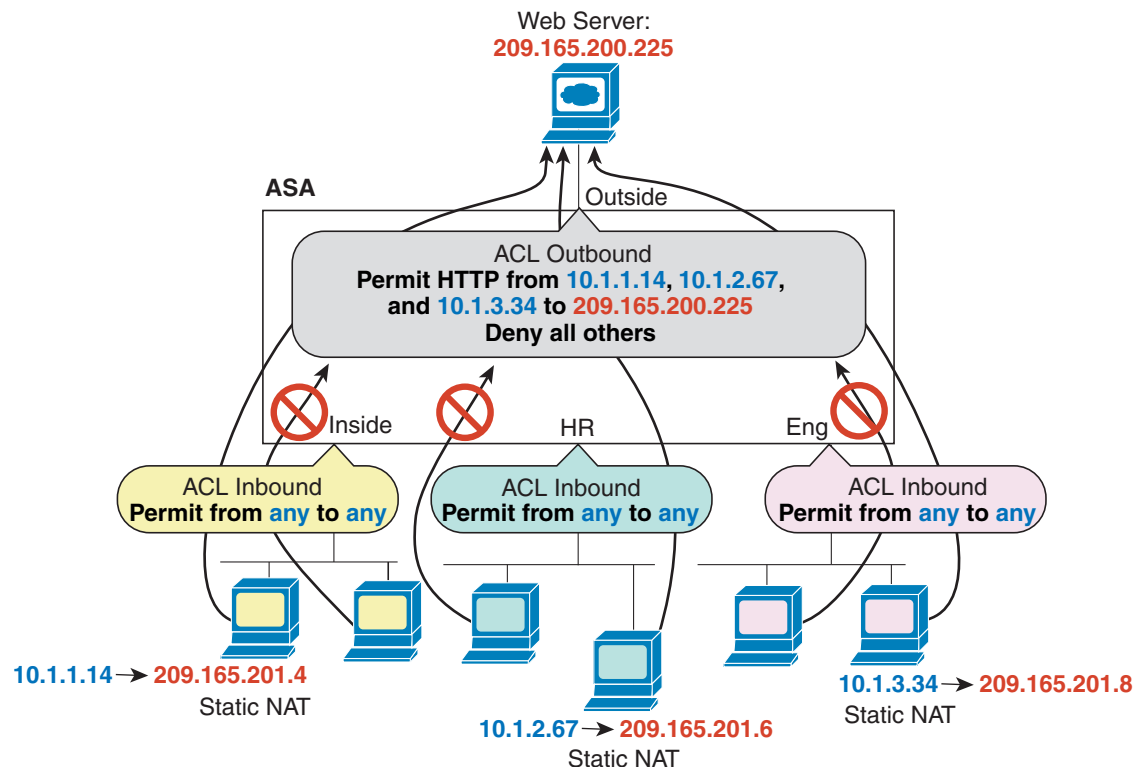 Web Server:
209.165.200.225
ASA
Outside
ACL Outbound
Permit HTTP from 10.1.1.14, 10.1.2.67,
and 10.1.3.34 to 209.165.200.225
Deny all others
Inside
HR
Eng
ACL Inbound
Permit from any to any
ACL Inbound
Permit from any to any
ACL Inbound
Permit from any to any
10.1.1.14 → 209.165.201.4
Static NAT
10.1.2.67 → 209.165.201.6
Static NAT
10.1.3.34 → 209.165.201.8
Static NAT